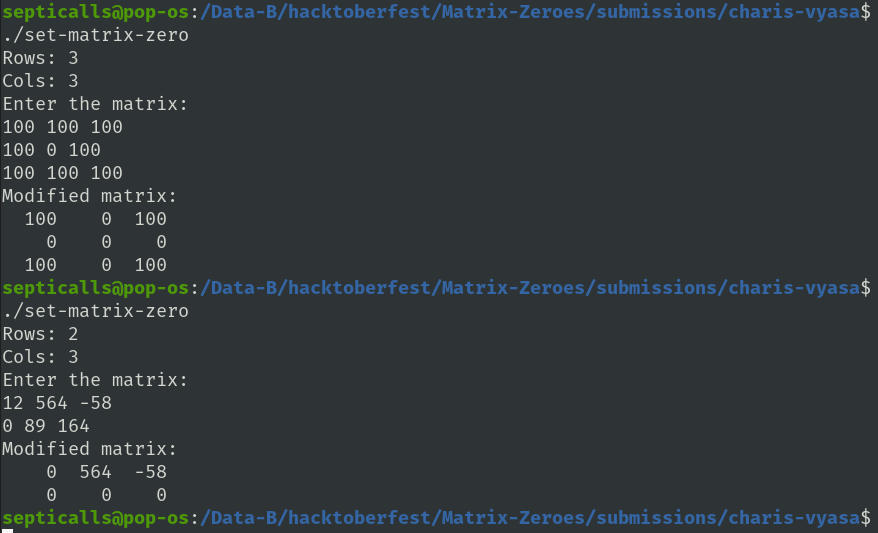 septicalls@pop-os:/Data-B/hacktoberfest/Matrix-Zeroes/submissions/charis-vyasa$
./set-matrix-zero
Rows: 3
Cols: 3
Enter the matrix:
100 100 100
100 0 100
100 100 100
Modified matrix:
  100    0  100
    0    0    0
  100    0  100
septicalls@pop-os:/Data-B/hacktoberfest/Matrix-Zeroes/submissions/charis-vyasa$
./set-matrix-zero
Rows: 2
Cols: 3
Enter the matrix:
12 564 -58
0 89 164
Modified matrix:
    0  564  -58
    0    0    0
septicalls@pop-os:/Data-B/hacktoberfest/Matrix-Zeroes/submissions/charis-vyasa$